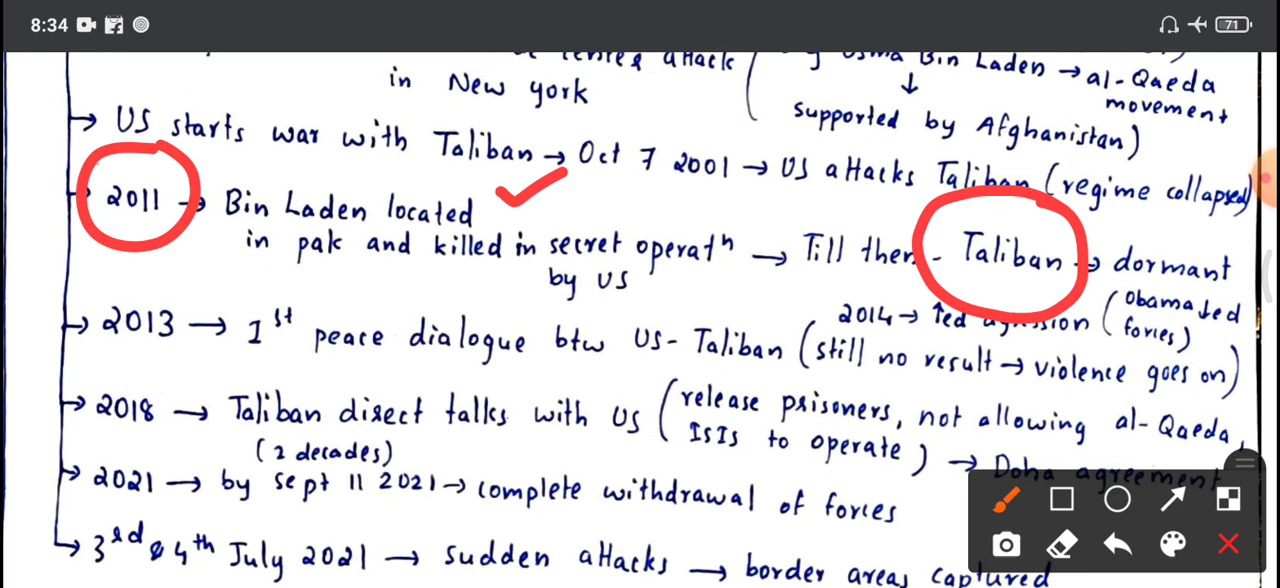 8:34
71
attack
Bin Laden → al-Qaeda
in New york
movement
supported by Afghanistan)
→ US starts war with Taliban → Oct 7 2001 → US attacks Taliban (regime collapsed)
2011 → Bin Laden located
in pak and killed in secret operatⁿ → Till then - Taliban → dormant
by US
2014 → ↑ed (Obama ↓ed
forces)
→ 2013 → 1st peace dialogue btw US - Taliban (still no result → violence goes on)
→ 2018 → Taliban direct talks with US (release prisoners, not allowing al-Qaeda,
ISIS to operate) → Doha agreement
(2 decades)
→ 2021 → by sept 11 2021 → complete withdrawal of forces
→ 3rd & 4th July 2021 → sudden attacks → border areas captured